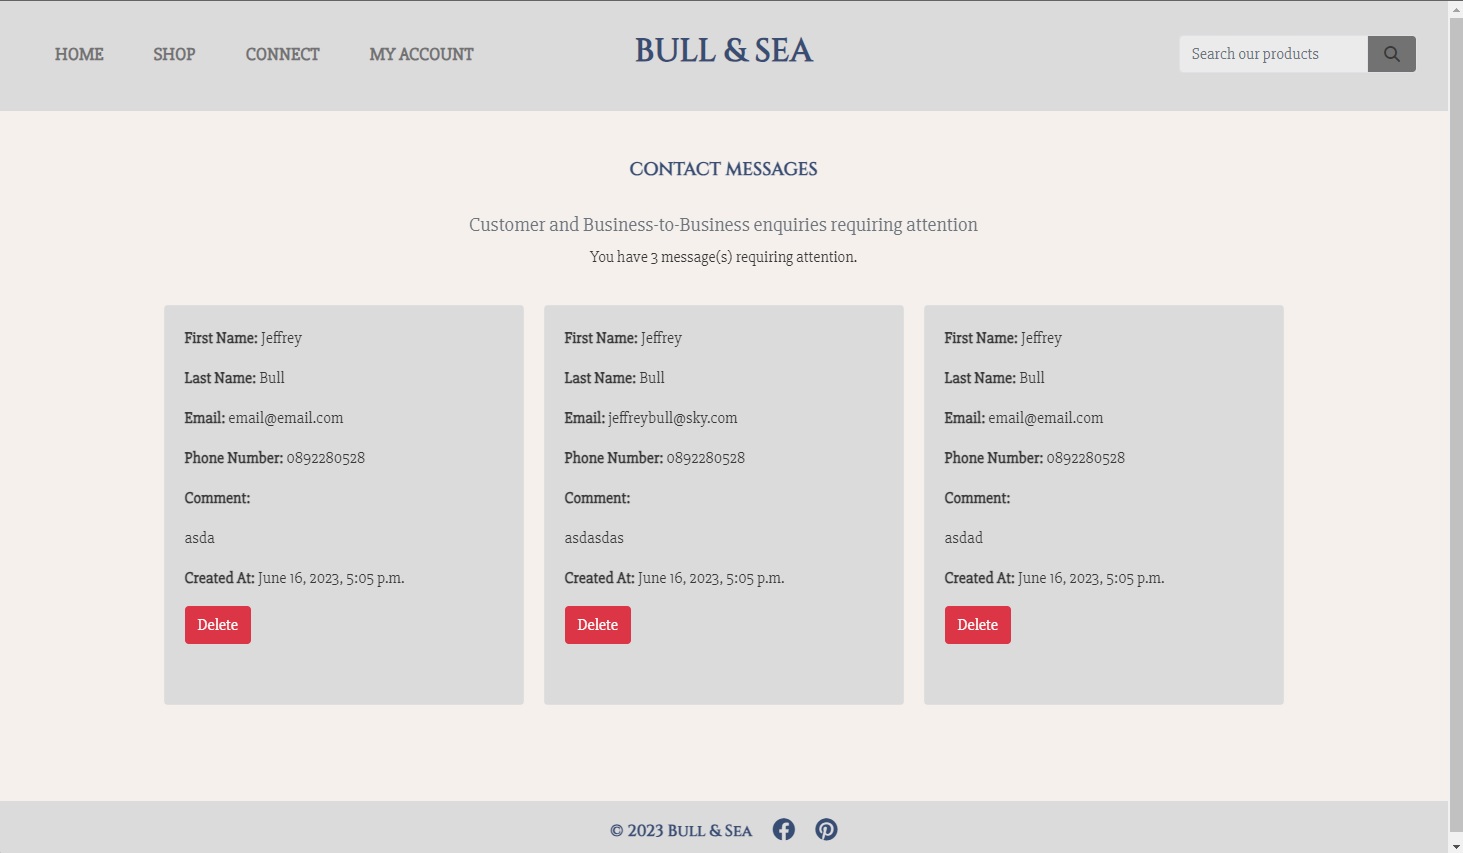 HOME SHOP CONNECT MY ACCOUNT BULL & SEA Search our products
CONTACT MESSAGES
Customer and Business-to-Business enquiries requiring attention
You have 3 message(s) requiring attention.
First Name: Jeffrey
Last Name: Bull
Email: email@email.com
Phone Number: 0892280528
Comment:
asda
Created At: June 16, 2023, 5:05 p.m.
Delete
First Name: Jeffrey
Last Name: Bull
Email: jeffreybull@sky.com
Phone Number: 0892280528
Comment:
asdasdas
Created At: June 16, 2023, 5:05 p.m.
Delete
First Name: Jeffrey
Last Name: Bull
Email: email@email.com
Phone Number: 0892280528
Comment:
asdad
Created At: June 16, 2023, 5:05 p.m.
Delete
© 2023 Bull & Sea